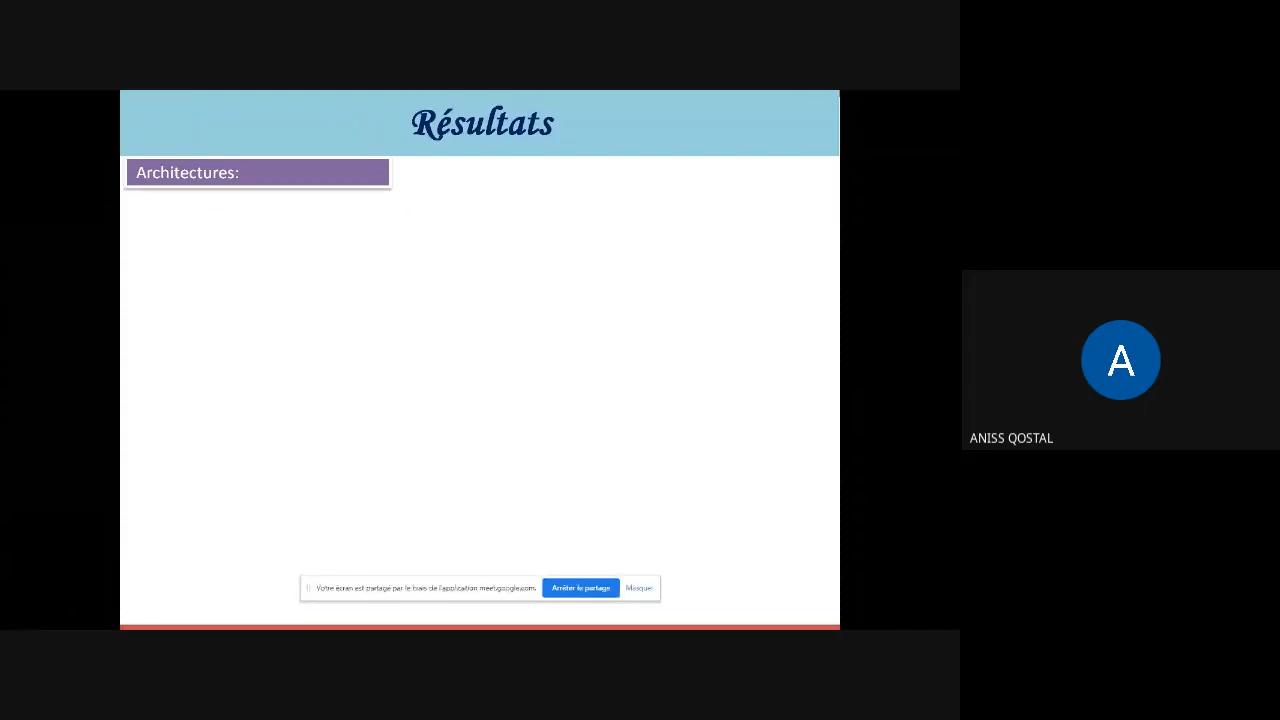 Résultats
Architectures:
A
ANISS QOSTAL
Votre écran est partagé par le biais de l'application meet.google.com.
Arrêter le partage
Masquer